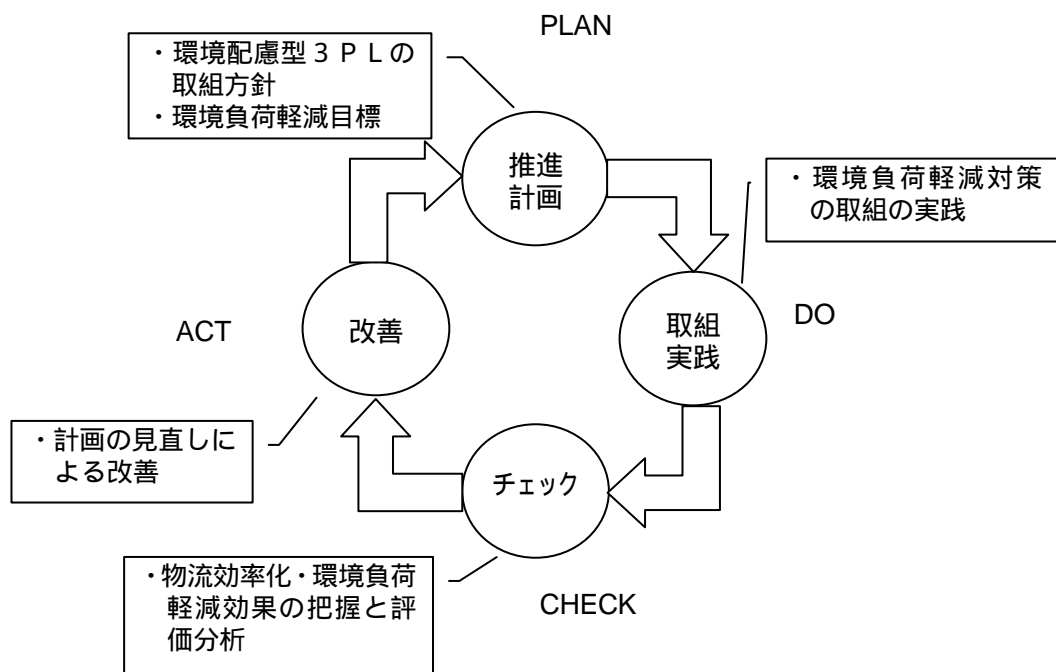 PLAN
・環境配慮型３ＰＬの
取組方針
・環境負荷軽減目標
推進
計画
・環境負荷軽減対策
の取組の実践
DO
取組
実践
ACT
改善
・計画の見直しに
よる改善
チェック
・物流効率化・環境負荷
軽減効果の把握と評
価分析
CHECK